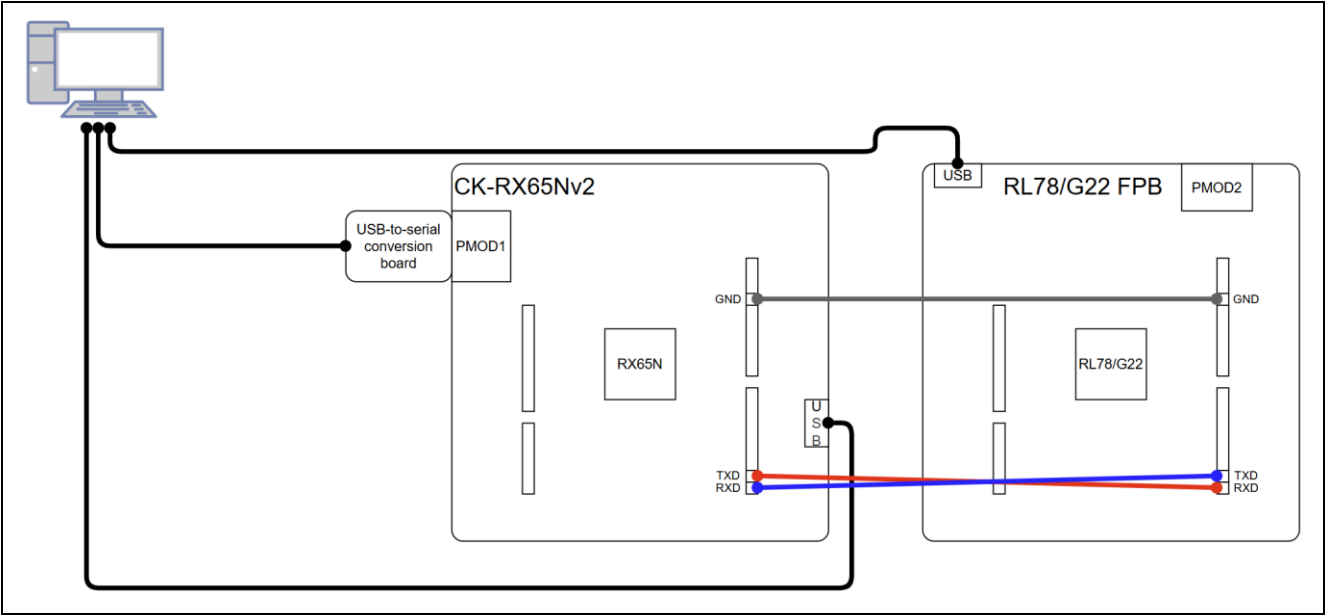 CK-RX65Nv2
USB-to-serial
conversion
board
PMOD1
GND
RX65N
U
S
B
TXD
RXD
USB
RL78/G22 FPB
PMOD2
GND
RL78/G22
TXD
RXD